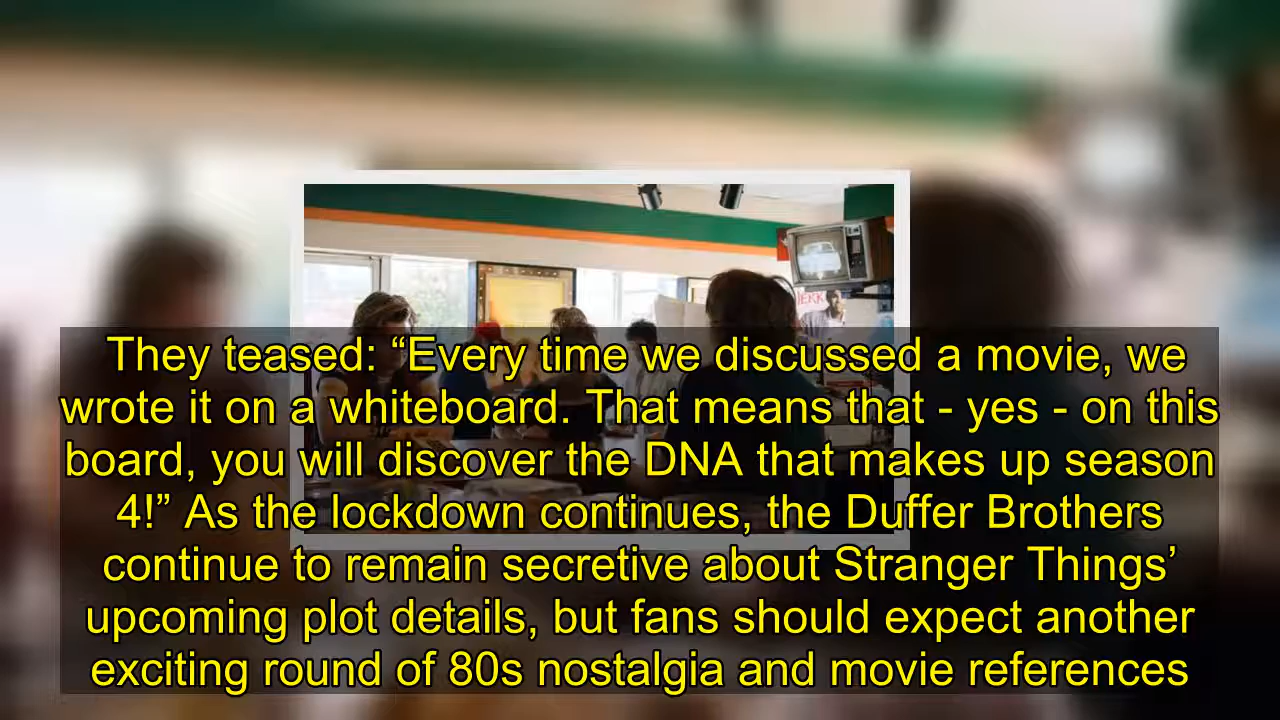 JERK
They teased: “Every time we discussed a movie, we
wrote it on a whiteboard. That means that - yes - on this
board, you will discover the DNA that makes up season
4!” As the lockdown continues, the Duffer Brothers
continue to remain secretive about Stranger Things’
upcoming plot details, but fans should expect another
exciting round of 80s nostalgia and movie references